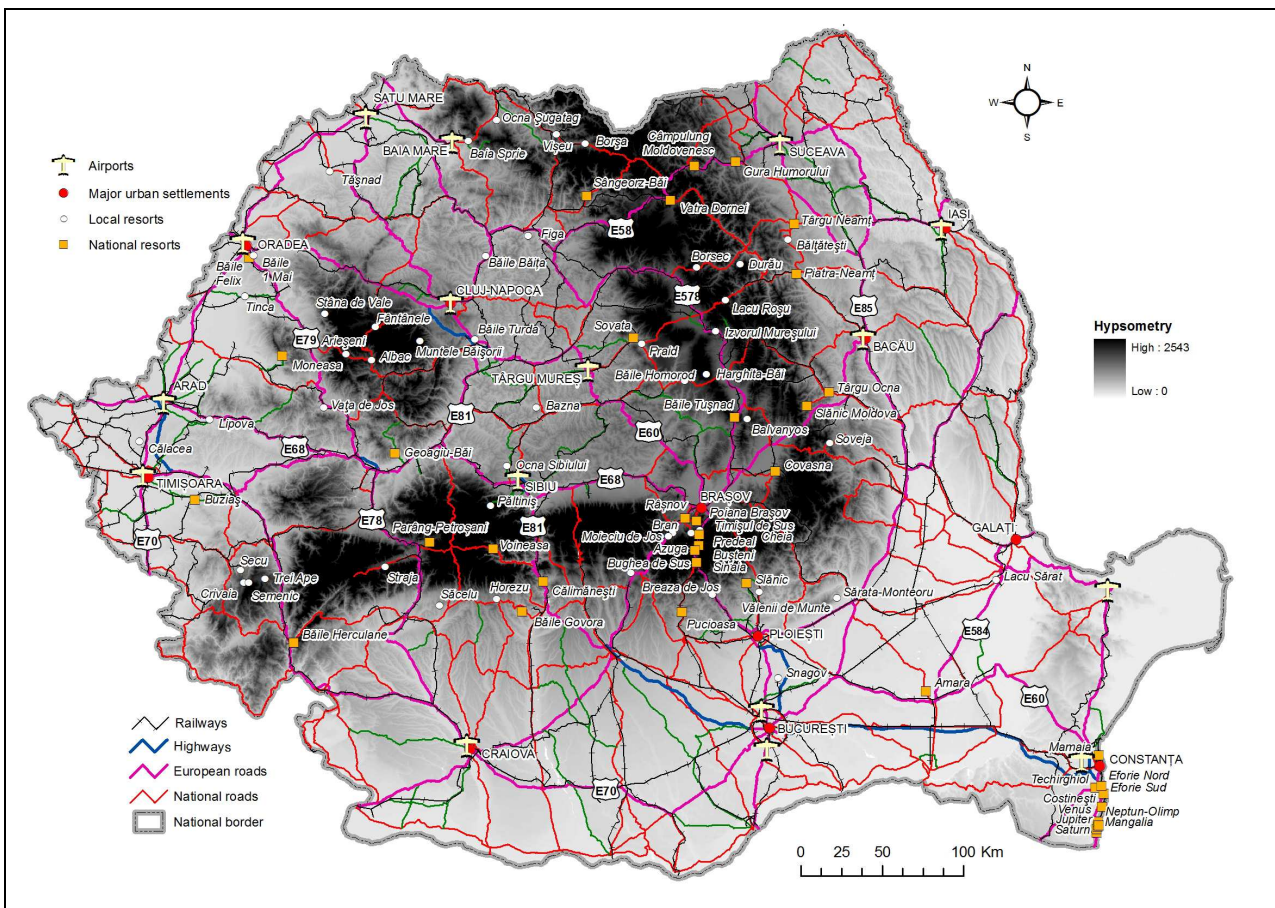 N
W
E
S
Airports
Major urban settlements
Local resorts
National resorts
SATU MARE
Ocna Șugatag
BAIA MARE
Baia Sprie
Vișeu
Borșa
Câmpulung
Moldovenesc
SUCEAVA
Gura Humorului
Tășnad
Sângeorz-Băi
Vatra Dornei
Târgu Neamț
IAȘI
E58
Figa
Bălțătești
ORADEA
Băile
Felix
Băile
1 Mai
Băile Băița
Borsec
Durău
Piatra-Neamț
Tinca
CLUJ-NAPOCA
E578
Stâna de Vale
Lacu Roșu
E85
Fântânele
Băile Turda
Sovata
Izvorul Mureșului
E79
Arieșeni
Muntele Băișorii
Praid
BACĂU
Moneasa
Albac
TÂRGU MUREȘ
Băile Homorod
Harghita-Băi
Hypsometry
High : 2543
Low : 0
ARAD
Târgu Ocna
Vața de Jos
E81
Bazna
Băile Tușnad
Slănic Moldova
Lipova
E60
Balvanyos
Soveja
Călacea
E68
Geoagiu-Băi
Ocna Sibiului
E68
Covasna
TIMIȘOARA
SIBIU
Buziaș
Păltiniș
Râșnov
BRAȘOV
Poiana Brașov
E78
Parâng-Petroșani
E81
Bran
Timișul de Sus
E70
Moieciu de Jos
Predeal
Cheia
GALAȚI
Voineasa
Azuga
Bușteni
Secu
Trei Ape
Straja
Bughea de Sus
Sinaia
Lacu Sărat
Crivaia
Semenic
Horezu
Călimănești
Breaza de Jos
Slănic
Săcelu
Vălenii de Munte
Sărata-Monteoru
Băile Govora
Pucioasa
Băile Herculane
PLOIEȘTI
E584
Snagov
Amara
E60
Railways
Highways
European roads
National roads
National border
BUCUREȘTI
CRAIOVA
Mamaia
CONSTANȚA
Techirghiol
Eforie Nord
Eforie Sud
E70
Costinești
Venus
Neptun-Olimp
Jupiter
Mangalia
Saturn
0 25 50 100 Km